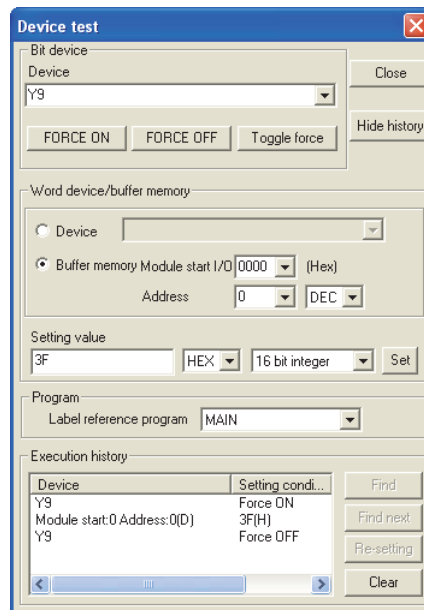 Device test
Bit device
Device
Close
Y9
FORCE ON FORCE OFF Toggle force
Hide history
Word device/buffer memory
Device
Buffer memory Module start I/O 0000 (Hex)
Address 0 DEC
Setting value
3F HEX 16 bit integer Set
Program
Label reference program MAIN
Execution history
Device Setting condi...
Find
Y9 Force ON
Module start:0 Address:0(D) 3F(H)
Find next
Y9 Force OFF
Re-setting
Clear